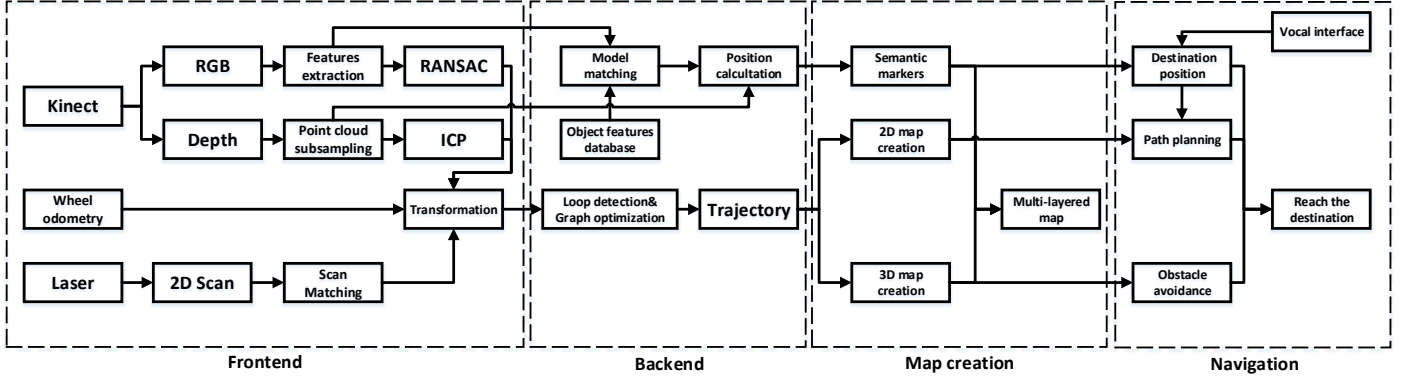 Kinect
RGB
Features
extraction
RANSAC
Depth
Point cloud
subsampling
ICP
Wheel
odometry
Transformation
Laser
2D Scan
Scan
Matching
Frontend
Model
matching
Position
calcultation
Object features
database
Loop detection&
Graph optimization
Trajectory
Backend
Semantic
markers
2D map
creation
Multi-layered
map
3D map
creation
Map creation
Vocal interface
Destination
position
Path planning
Reach the
destination
Obstacle
avoidance
Navigation